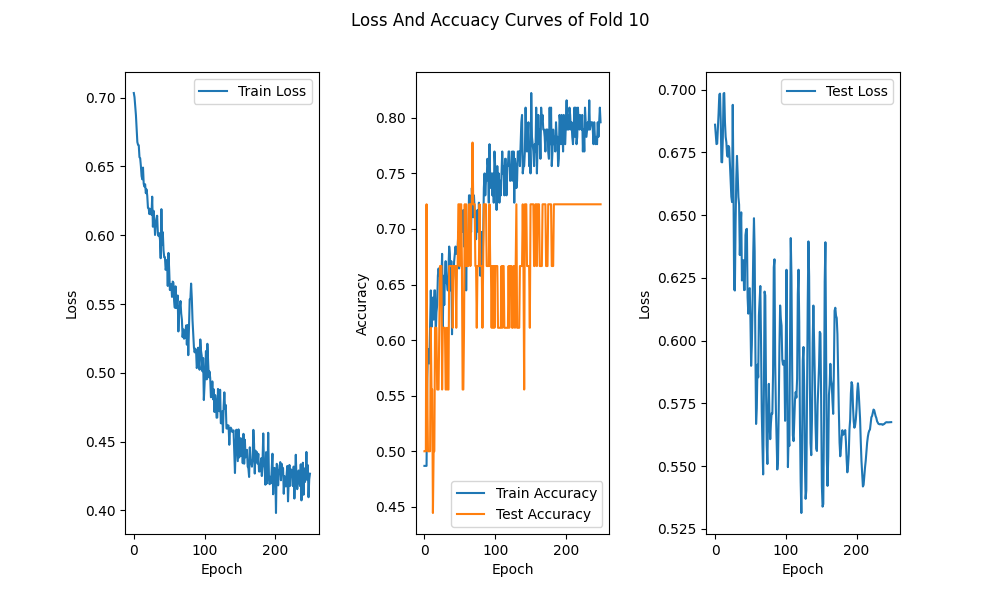 Loss And Accuacy Curves of Fold 10
Train Loss
0.70
0.65
0.60
0.55
0.50
0.45
0.40
Loss
0
100
200
Epoch
0.80
0.75
0.70
0.65
0.60
0.55
0.50
0.45
Accuracy
Train Accuracy
Test Accuracy
0
100
200
Epoch
Test Loss
0.700
0.675
0.650
0.625
0.600
0.575
0.550
0.525
Loss
0
100
200
Epoch